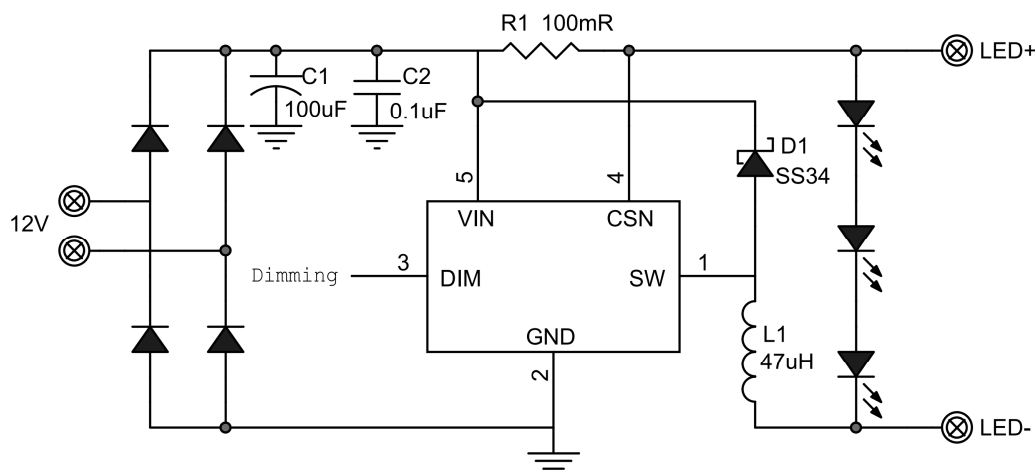 R1 100mR
LED+
C1
100uF
C2
0.1uF
D1
SS34
5
4
VIN
CSN
12V
Dimming
3
DIM
SW
1
GND
2
L1
47uH
LED-